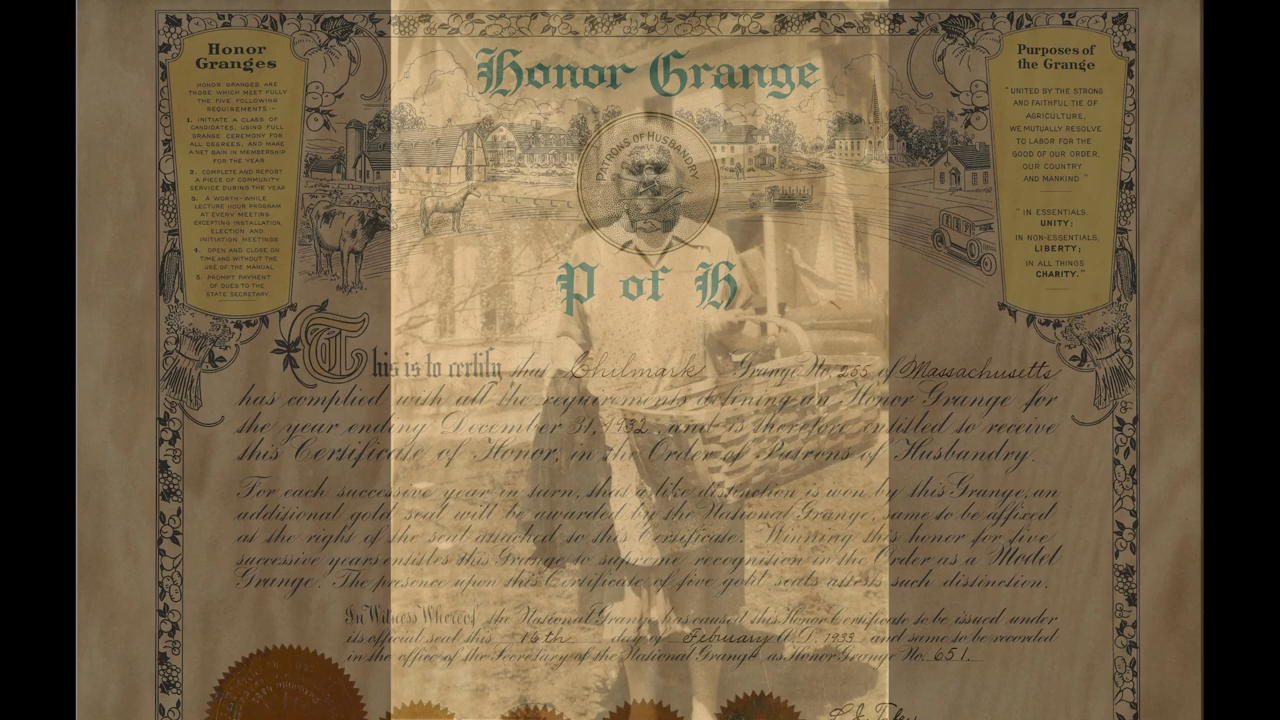 Honor
Granges
HONOR GRANGES ARE
THOSE WHICH MEET FULLY
THE FIVE FOLLOWING
REQUIREMENTS:-
1. INITIATE A CLASS OF
CANDIDATES, USING FULL
GRANGE CEREMONY FOR
ALL DEGREES, AND MAKE
A NET GAIN IN MEMBERSHIP
FOR THE YEAR
2. COMPLETE AND REPORT
A PIECE OF COMMUNITY
SERVICE DURING THE YEAR
3. A WORTH-WHILE
LECTURE HOUR PROGRAM
AT EVERY MEETING
EXCEPTING INSTALLATION,
ELECTION AND
INITIATION MEETINGS
4. OPEN AND CLOSE ON
TIME AND WITHOUT THE
USE OF THE MANUAL
5. PROMPT PAYMENT
OF DUES TO THE
STATE SECRETARY.
Honor Grange
PATRONS OF HUSBANDRY
P of H
Purposes of
the Grange
"UNITED BY THE STRONG
AND FAITHFUL TIE OF
AGRICULTURE,
WE MUTUALLY RESOLVE
TO LABOR FOR THE
GOOD OF OUR ORDER,
OUR COUNTRY
AND MANKIND"
"IN ESSENTIALS,
UNITY;
IN NON-ESSENTIALS,
LIBERTY;
IN ALL THINGS
CHARITY."
This is to certify that Chilmark Grange No. 265 of Massachusetts
has complied with all the requirements defining an Honor Grange for
the year ending December 31, 1932, and is therefore entitled to receive
this Certificate of Honor, in the Order of Patrons of Husbandry.
For each successive year in turn, that a like distinction is won by this Grange, an
additional gold seal will be awarded by the National Grange, same to be affixed
at the right of the seal attached to this Certificate. Winning this honor for five
successive years entitles this Grange to supreme recognition in the Order as a "Model
Grange." The presence upon this Certificate of five gold seals attests such distinction.
In Witness Whereof the National Grange has caused this Honor Certificate to be issued under
its official seal this 16th day of February A.D. 1933 and same to be recorded
in the office of the Secretary of the National Grange, as Honor Grange No. 651.